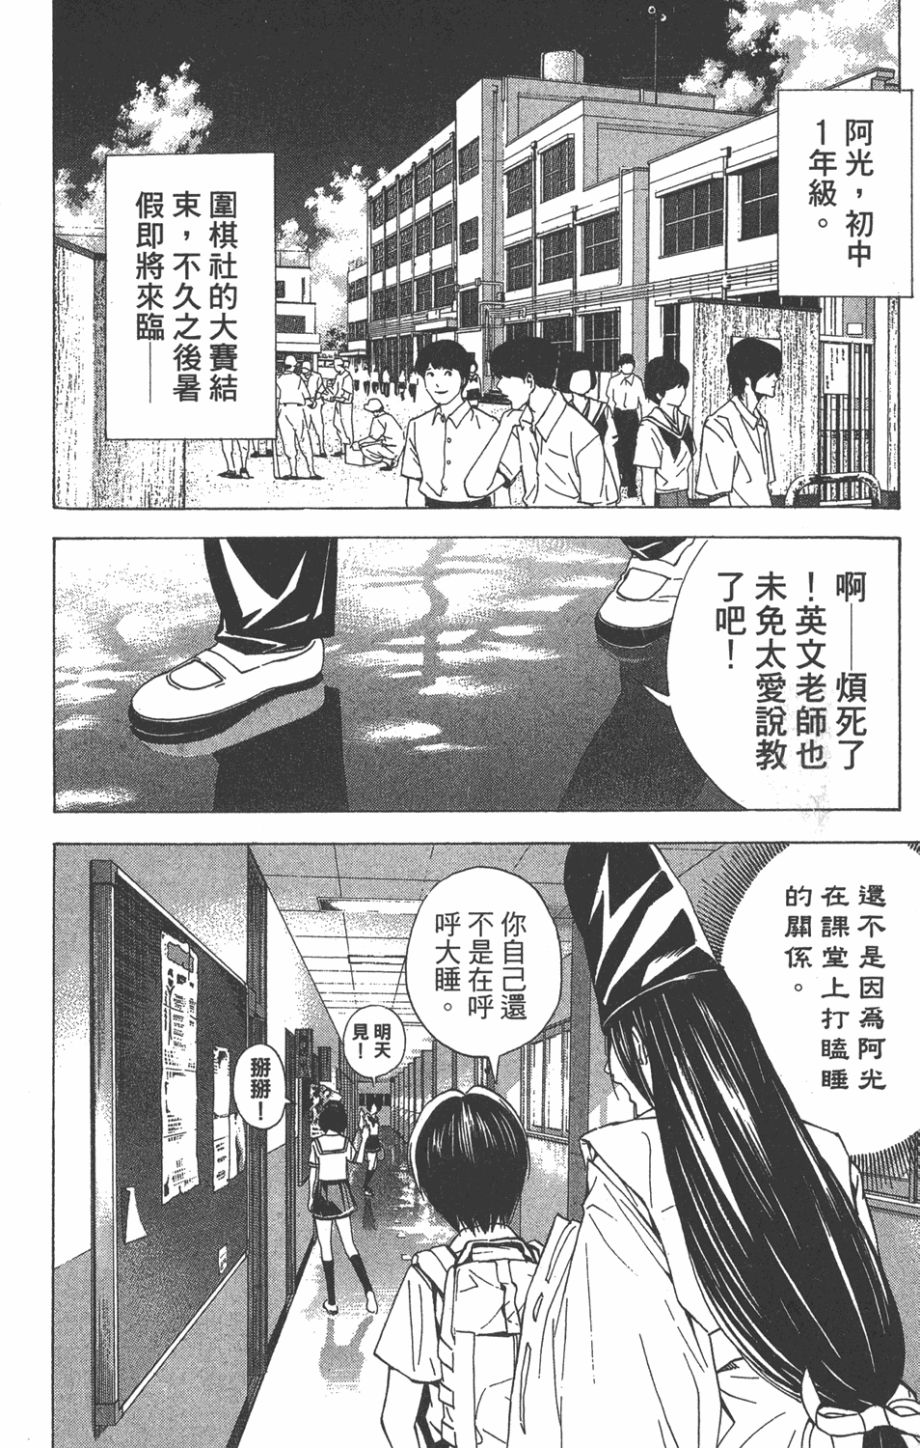 阿光，初中
1年級。
圍棋社的大賽結
束，不久之後暑
假即將來臨——
啊——煩死了
！英文老師也
未免太愛說教
了吧！
還不是因為阿光
在課堂上打瞌睡
的關係。
你自己還
不是在呼
呼大睡。
明天
見！
掰掰！